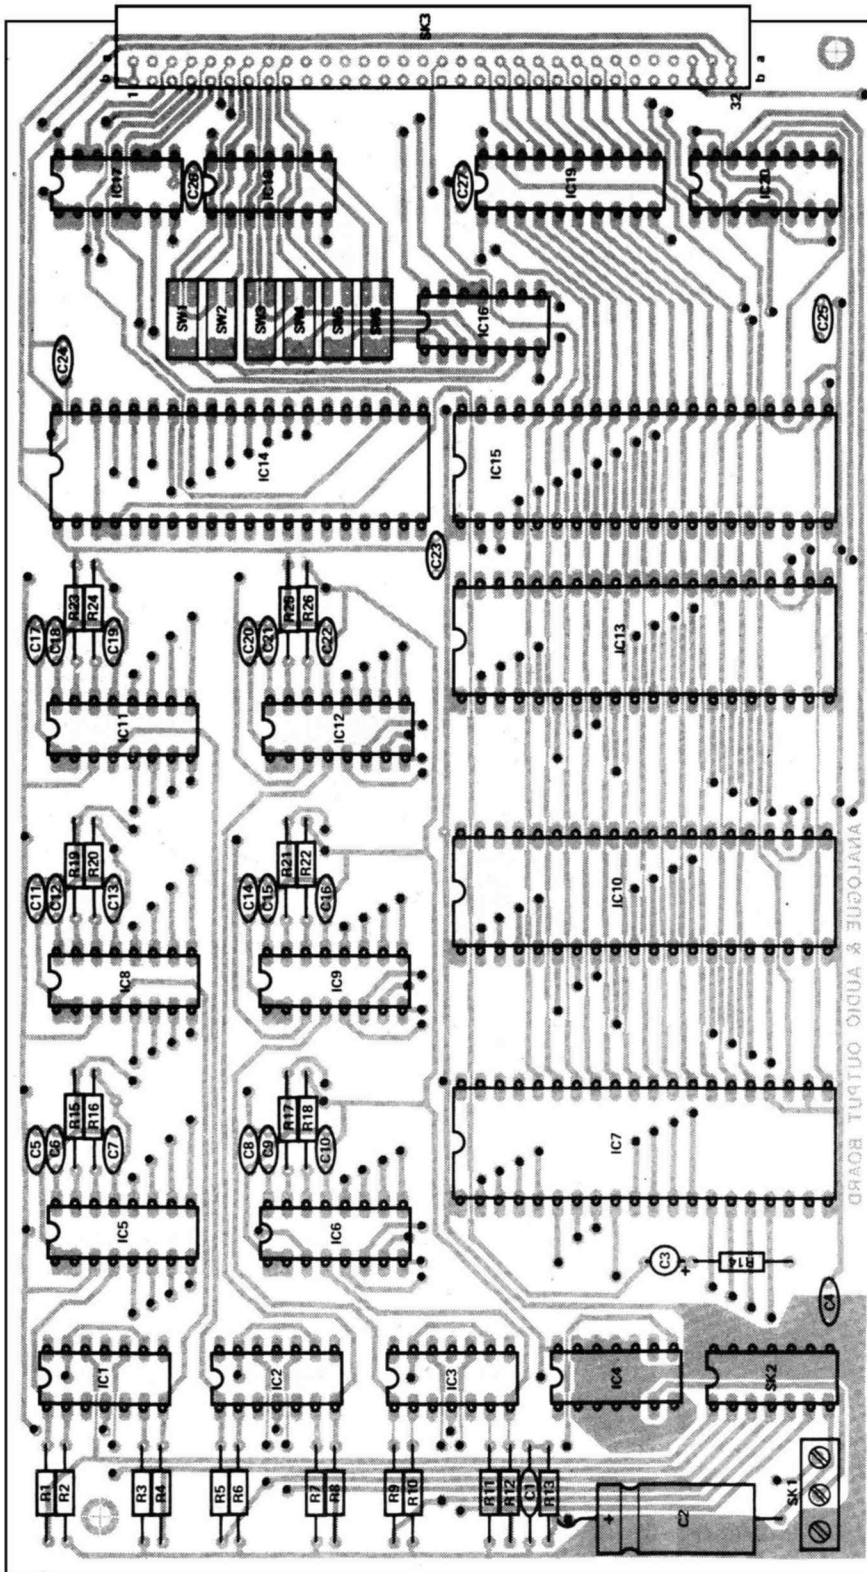 SK3
a
a
b
b
1
32
IC17
C26
IC18
C27
IC19
IC20
SW1
SW2
SW3
SW4
SW5
SW6
IC16
C25
C24
IC14
IC15
C23
R23
R24
C17
C18
C19
R25
R26
C20
C21
C22
IC13
IC11
IC12
R19
R20
C11
C12
C13
R21
R22
C14
C15
C16
IC10
IC8
IC9
ANALOGUE & AUDIO OUTPUT BOARD
R15
R16
C5
C6
C7
R17
R18
C8
C9
C10
IC7
IC5
IC6
C3
+
R14
C4
IC1
IC2
IC3
IC4
SK2
R1
R2
R3
R4
R5
R6
R7
R8
R9
R10
R11
R12
C1
R13
+
C2
SK1